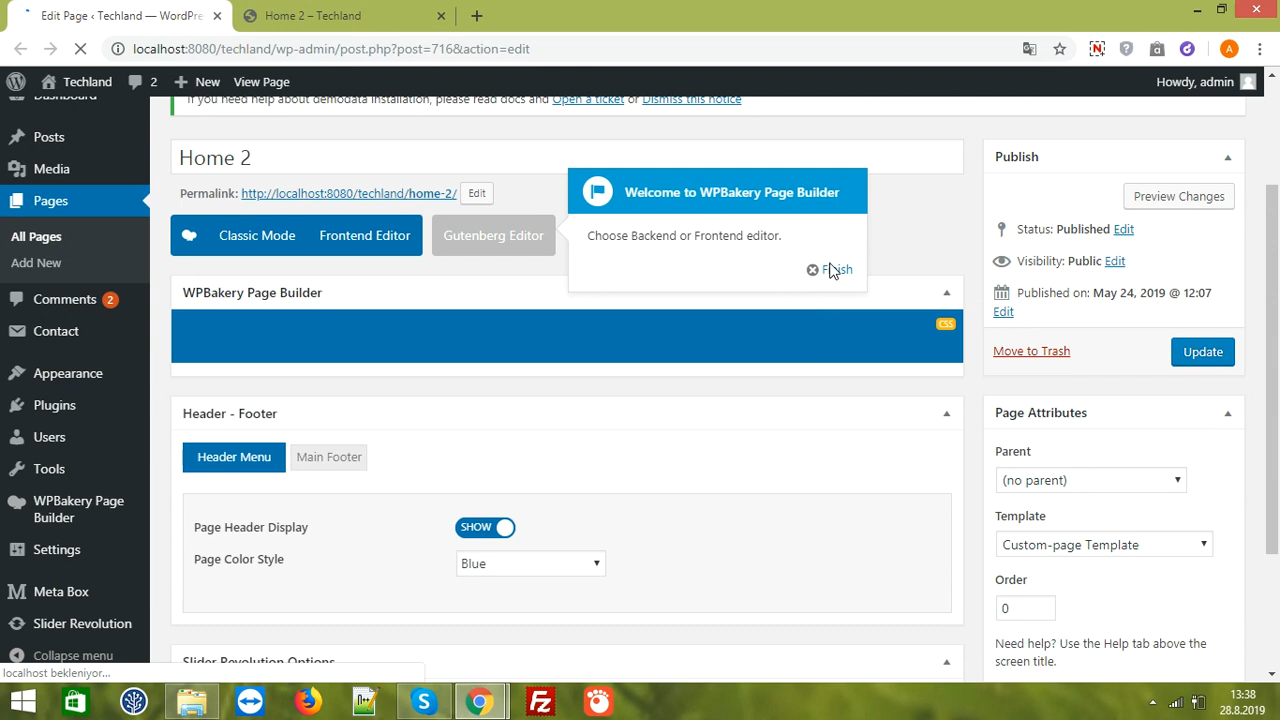 Edit Page ‹ Techland — WordPre
Home 2 – Techland
localhost:8080/techland/wp-admin/post.php?post=716&action=edit
Techland
2
New
View Page
Howdy, admin
Dashboard
Posts
Media
Pages
All Pages
Add New
Comments 2
Contact
Appearance
Plugins
Users
Tools
WPBakery Page
Builder
Settings
Meta Box
Slider Revolution
Collapse menu
If you need help about demodata installation, please read docs and Open a ticket or Dismiss this notice
Home 2
Permalink: http://localhost:8080/techland/home-2/ Edit
Classic Mode
Frontend Editor
Gutenberg Editor
Welcome to WPBakery Page Builder
Choose Backend or Frontend editor.
Finish
WPBakery Page Builder
CSS
Header - Footer
Header Menu
Main Footer
Page Header Display
SHOW
Page Color Style
Blue
Slider Revolution Options
Publish
Preview Changes
Status: Published Edit
Visibility: Public Edit
Published on: May 24, 2019 @ 12:07
Edit
Move to Trash
Update
Page Attributes
Parent
(no parent)
Template
Custom-page Template
Order
0
Need help? Use the Help tab above the
screen title.
localhost bekleniyor...
13:38
28.8.2019